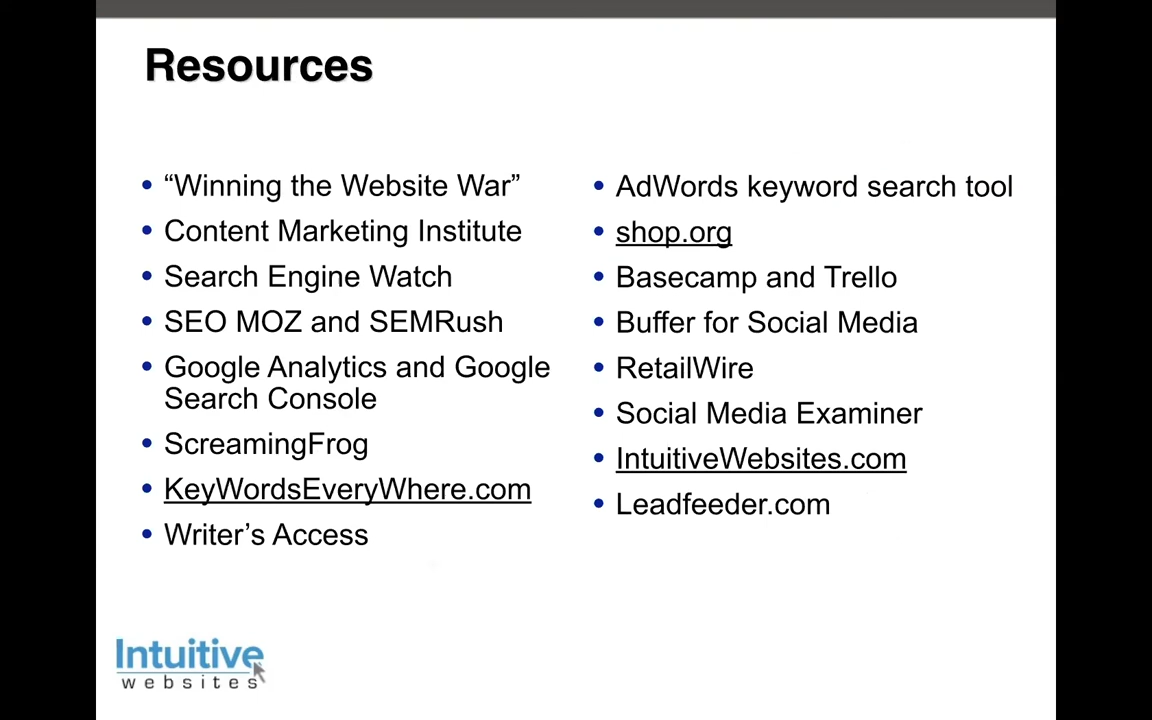 Resources
• “Winning the Website War”
• Content Marketing Institute
• Search Engine Watch
• SEO MOZ and SEMRush
• Google Analytics and Google
Search Console
• ScreamingFrog
• KeyWordsEveryWhere.com
• Writer’s Access
• AdWords keyword search tool
• shop.org
• Basecamp and Trello
• Buffer for Social Media
• RetailWire
• Social Media Examiner
• IntuitiveWebsites.com
• Leadfeeder.com
Intuitive
websites